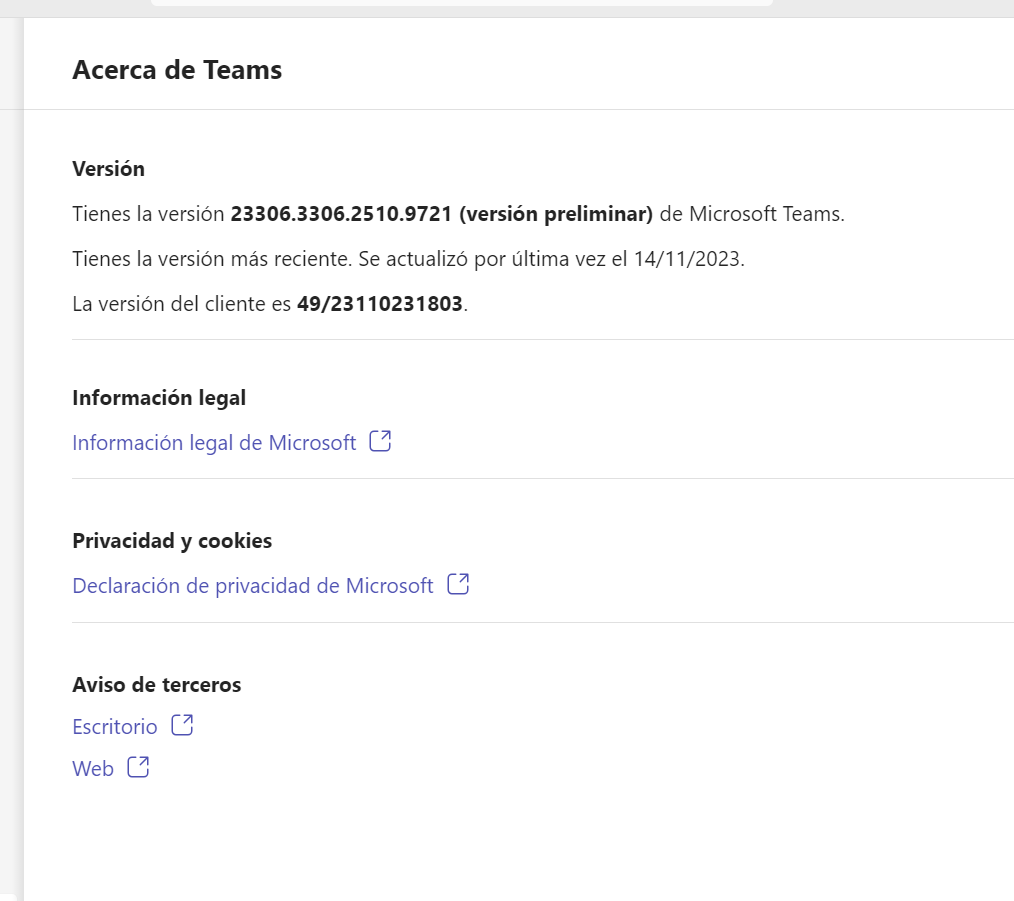 Acerca de Teams
Versión
Tienes la versión 23306.3306.2510.9721 (versión preliminar) de Microsoft Teams.
Tienes la versión más reciente. Se actualizó por última vez el 14/11/2023.
La versión del cliente es 49/23110231803.
Información legal
Información legal de Microsoft
Privacidad y cookies
Declaración de privacidad de Microsoft
Aviso de terceros
Escritorio
Web